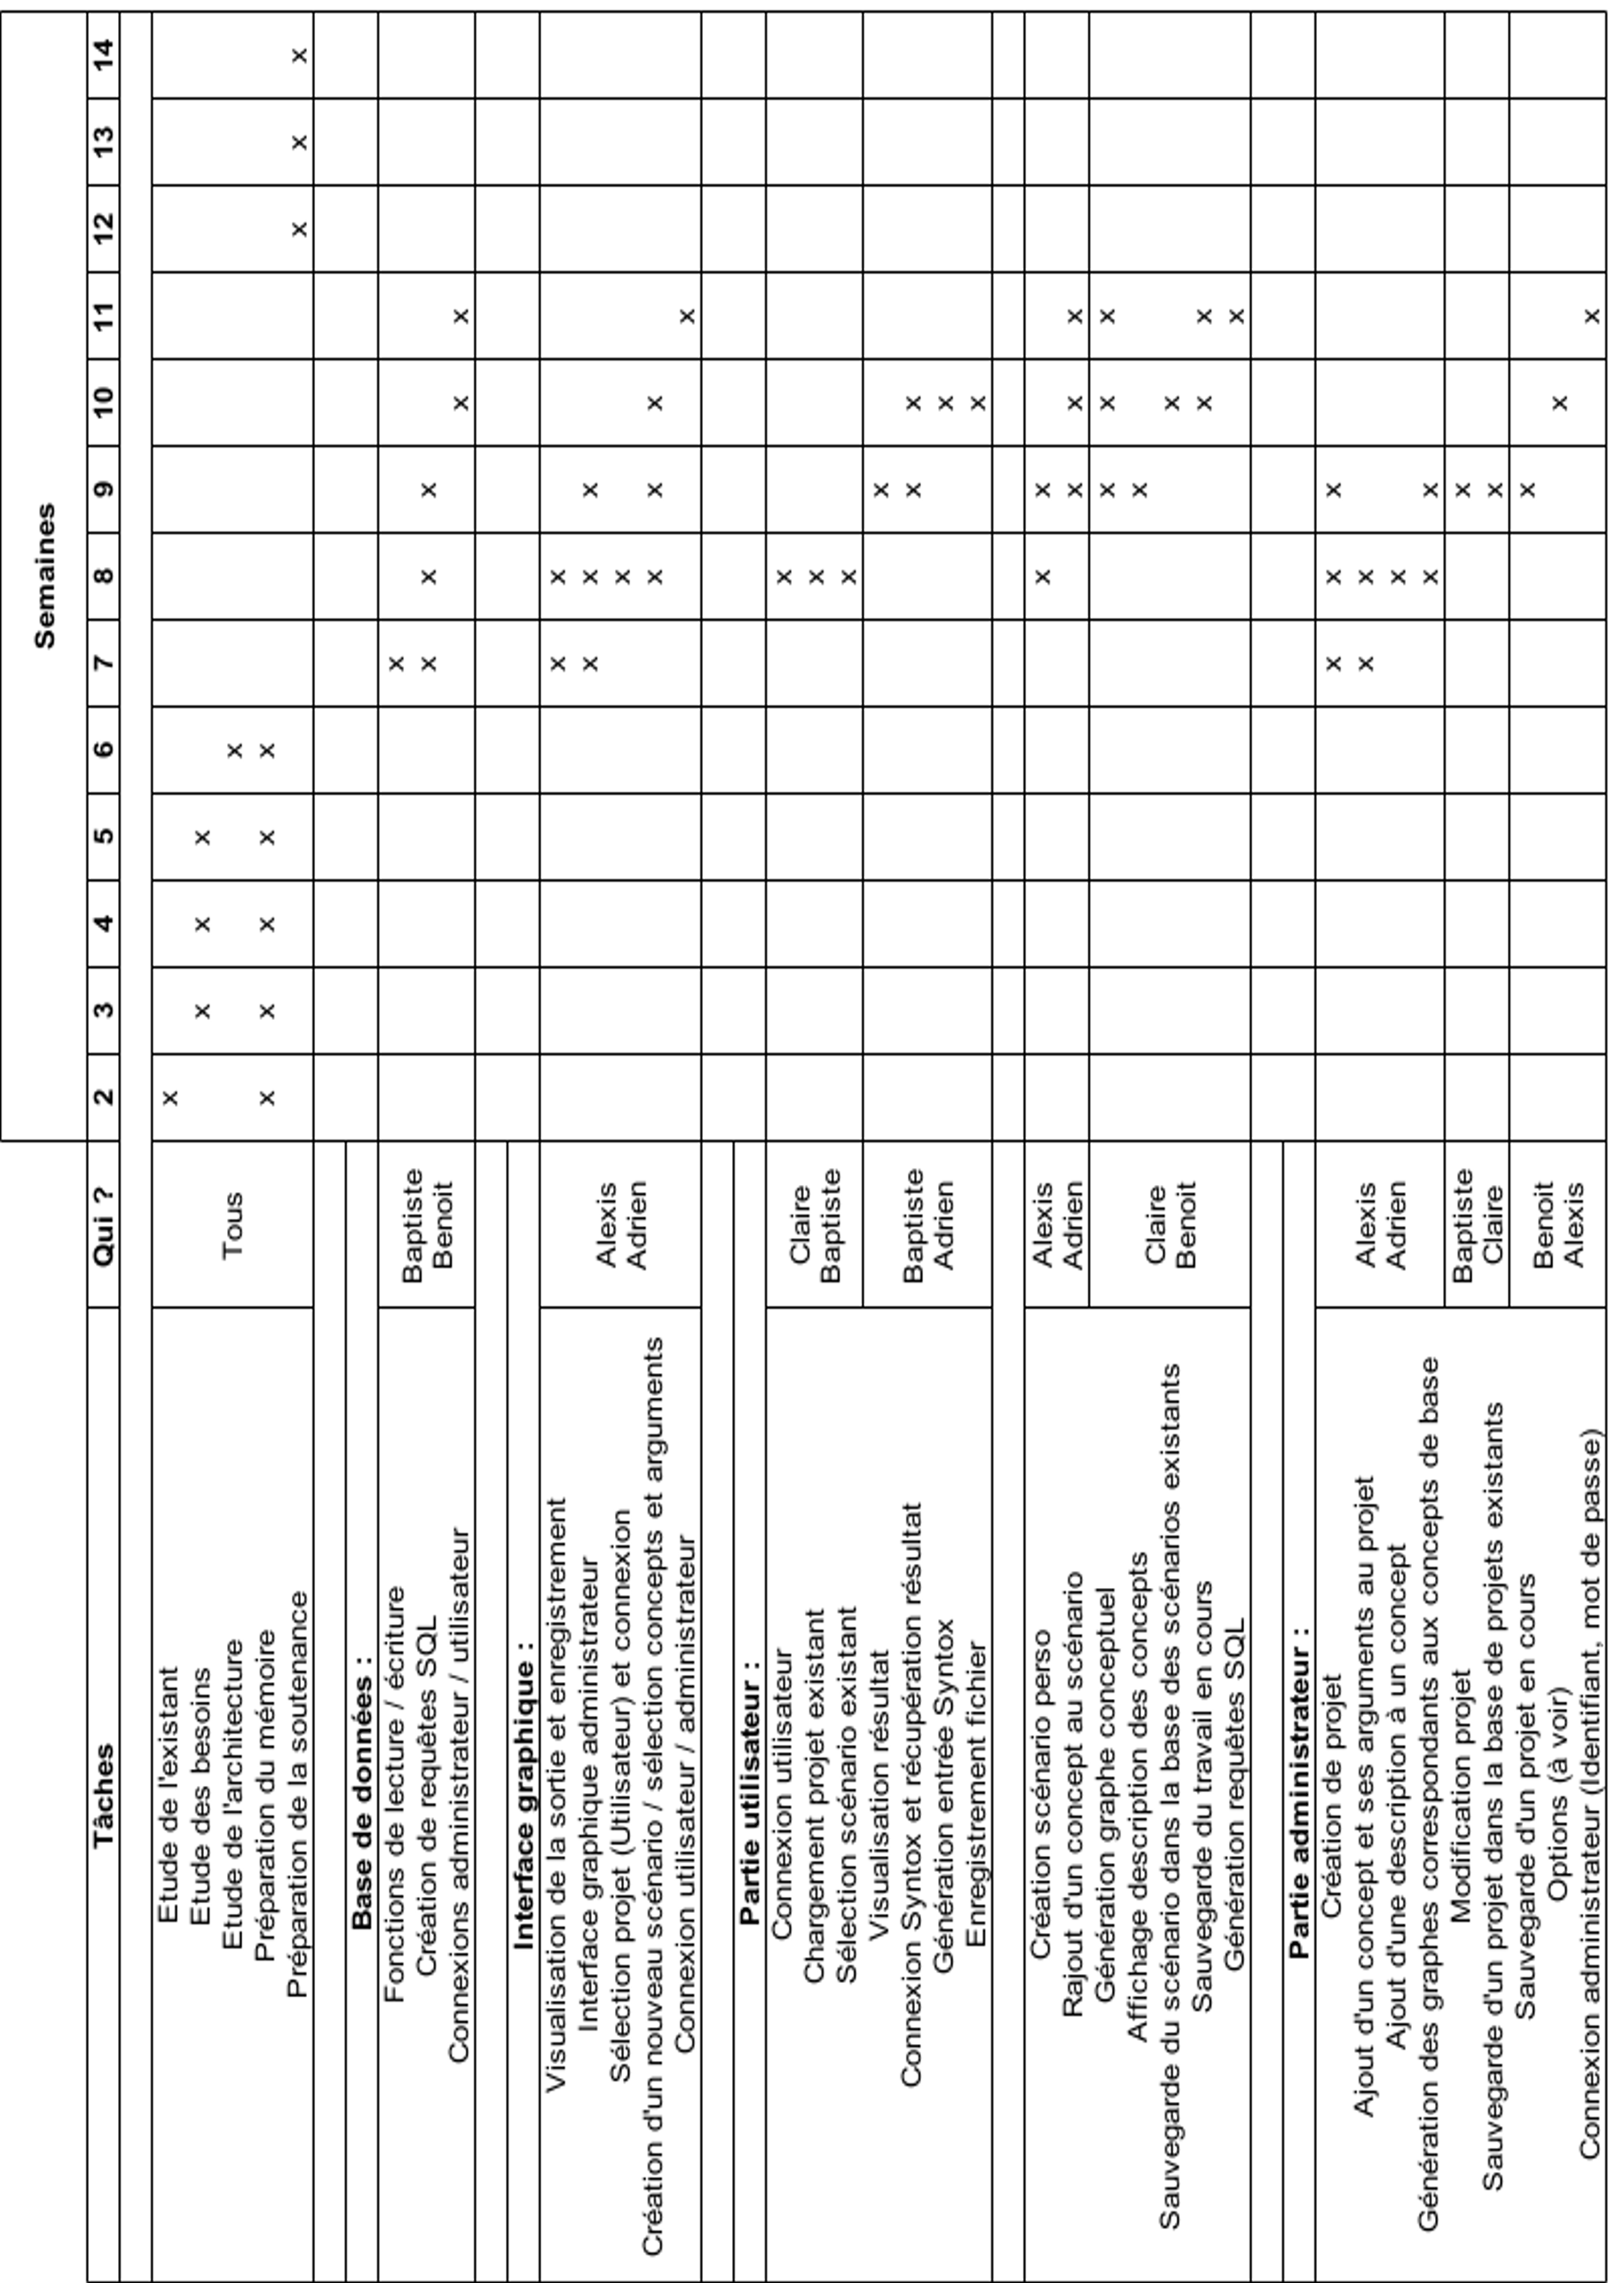 Semaines
Tâches Qui ? 2 3 4 5 6 7 8 9 10 11 12 13 14
Etude de l'existant x
Etude des besoins x x x
Etude de l'architecture Tous x
Préparation du mémoire x x x x x
Préparation de la soutenance x x x
Base de données :
Fonctions de lecture / écriture Baptiste x
Création de requêtes SQL Benoit x x x
Connexions administrateur / utilisateur x x
Interface graphique :
Visualisation de la sortie et enregistrement x x
Interface graphique administrateur Alexis x x x
Sélection projet (Utilisateur) et connexion Adrien x
Création d'un nouveau scénario / sélection concepts et arguments x x x
Connexion utilisateur / administrateur x
Partie utilisateur :
Connexion utilisateur Claire x
Chargement projet existant Baptiste x
Sélection scénario existant x
Visualisation résultat x
Connexion Syntox et récupération résultat Baptiste x x
Génération entrée Syntox Adrien x
Enregistrement fichier x
Création scénario perso Alexis x x
Rajout d'un concept au scénario Adrien x x x
Génération graphe conceptuel x x x
Affichage description des concepts Claire x
Sauvegarde du scénario dans la base des scénarios existants Benoit x
Sauvegarde du travail en cours x x
Génération requêtes SQL x
Partie administrateur :
Création de projet x x x
Ajout d'un concept et ses arguments au projet Alexis x x
Ajout d'une description à un concept Adrien x
Génération des graphes correspondants aux concepts de base x x
Modification projet Baptiste x
Sauvegarde d'un projet dans la base de projets existants Claire x
Sauvegarde d'un projet en cours Benoit x
Options (à voir) Alexis x
Connexion administrateur (Identifiant, mot de passe) x